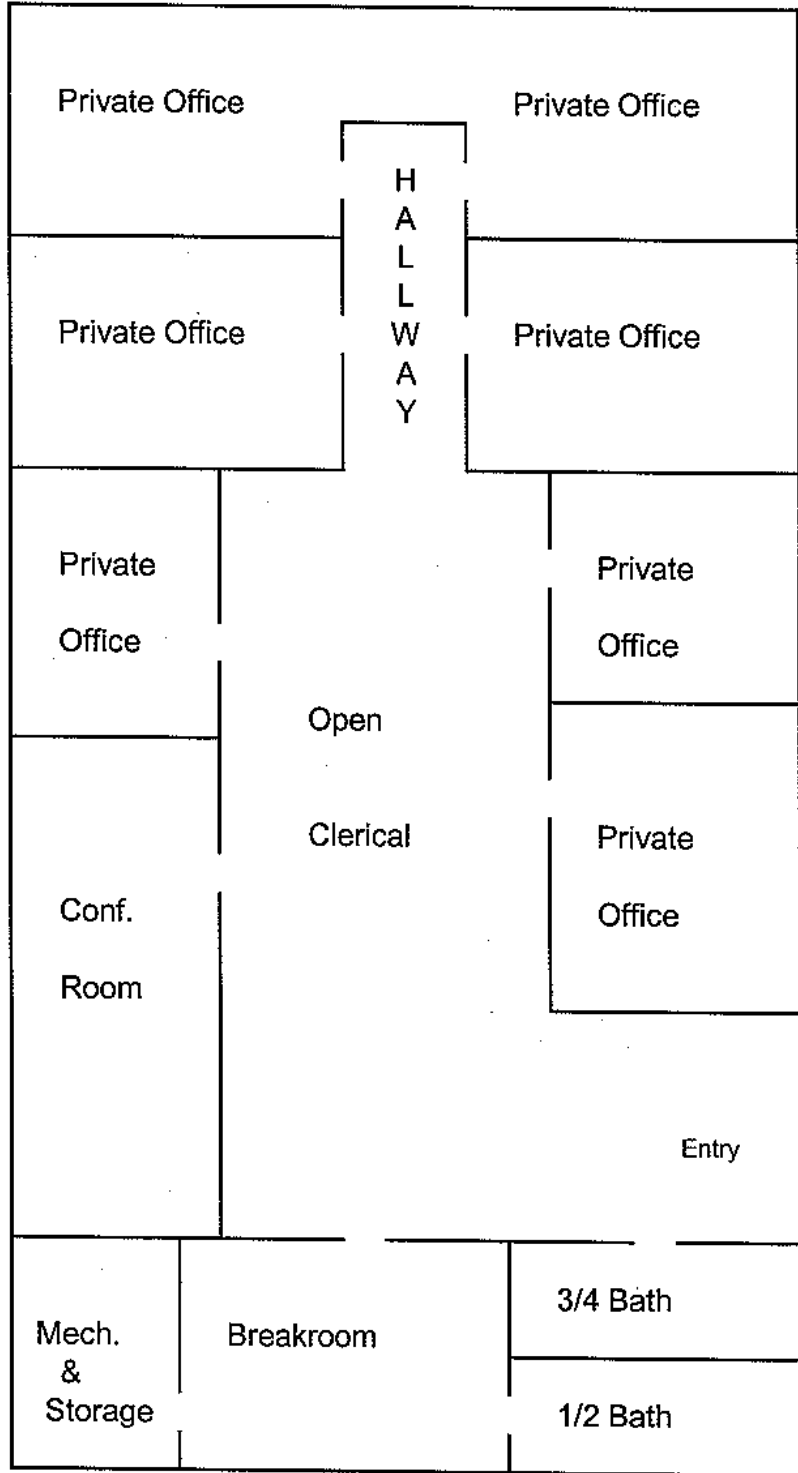 Private Office
Private Office
H
A
L
L
W
A
Y
Private Office
Private Office
Private
Office
Private
Office
Open
Clerical
Private
Office
Conf.
Room
Entry
3/4 Bath
Mech.
&
Storage
Breakroom
1/2 Bath